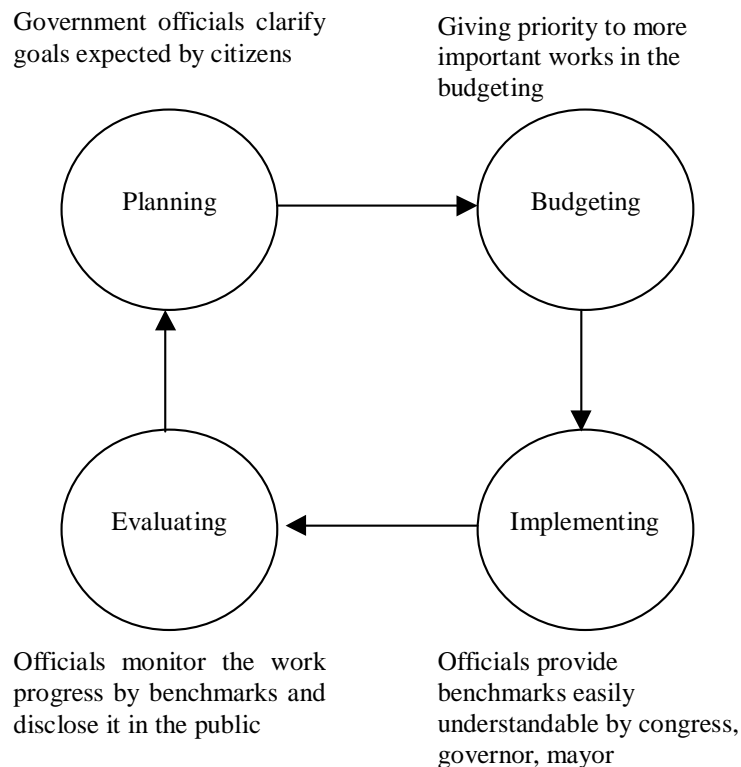 Government officials clarify
goals expected by citizens
Giving priority to more
important works in the
budgeting
Planning
Budgeting
Evaluating
Implementing
Officials monitor the work
progress by benchmarks and
disclose it in the public
Officials provide
benchmarks easily
understandable by congress,
governor, mayor